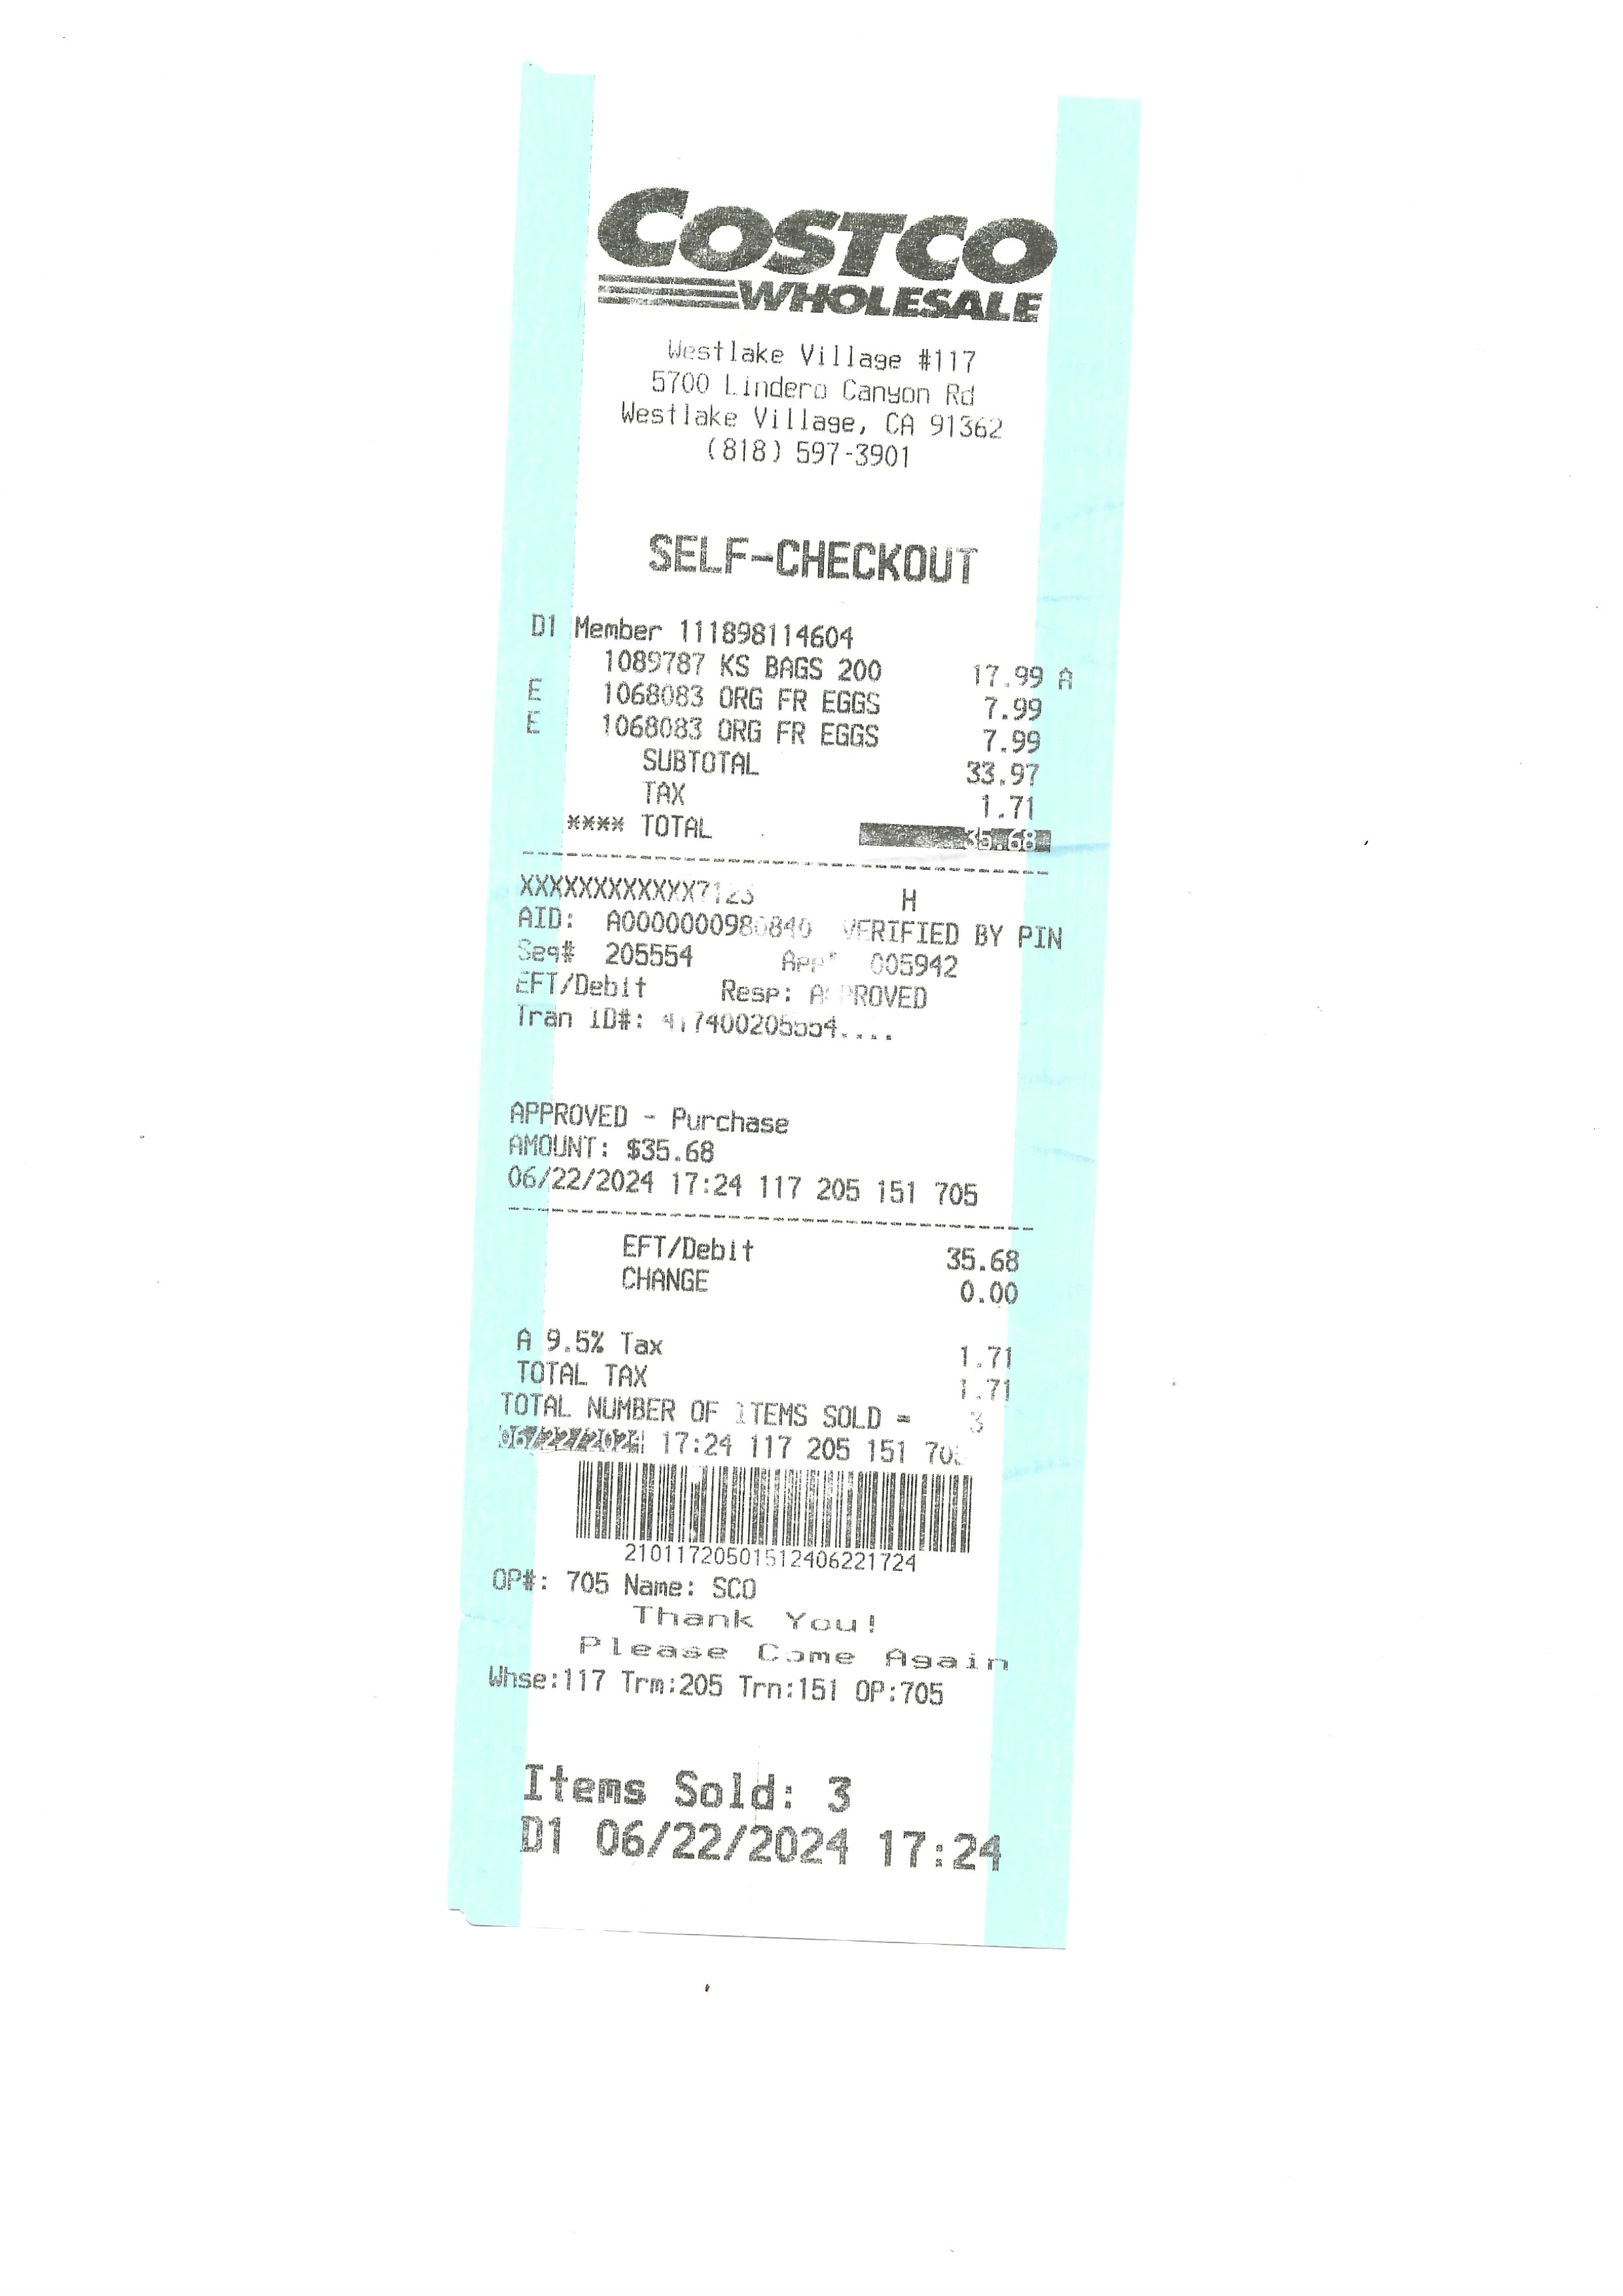 COSTCO
WHOLESALE
Westlake Village #117
5700 Lindero Canyon Rd
Westlake Village, CA 91362
(818) 597-3901
SELF-CHECKOUT
D1 Member 111898114604
1089787 KS BAGS 200 17.99 A
E 1068083 ORG FR EGGS 7.99
E 1068083 ORG FR EGGS 7.99
SUBTOTAL 33.97
TAX 1.71
**** TOTAL 35.68
XXXXXXXXXXXX7123 H
AID: A0000000980840 VERIFIED BY PIN
Seq# 205554 App# 005942
EFT/Debit Resp: APPROVED
Tran ID#: 417400205554....
APPROVED - Purchase
AMOUNT: $35.68
06/22/2024 17:24 117 205 151 705
EFT/Debit 35.68
CHANGE 0.00
A 9.5% Tax 1.71
TOTAL TAX 1.71
TOTAL NUMBER OF ITEMS SOLD = 3
06/22/2024 17:24 117 205 151 705
21011720501512406221724
OP#: 705 Name: SCO
Thank You!
Please Come Again
Whse:117 Trm:205 Trn:151 OP:705
Items Sold: 3
D1 06/22/2024 17:24